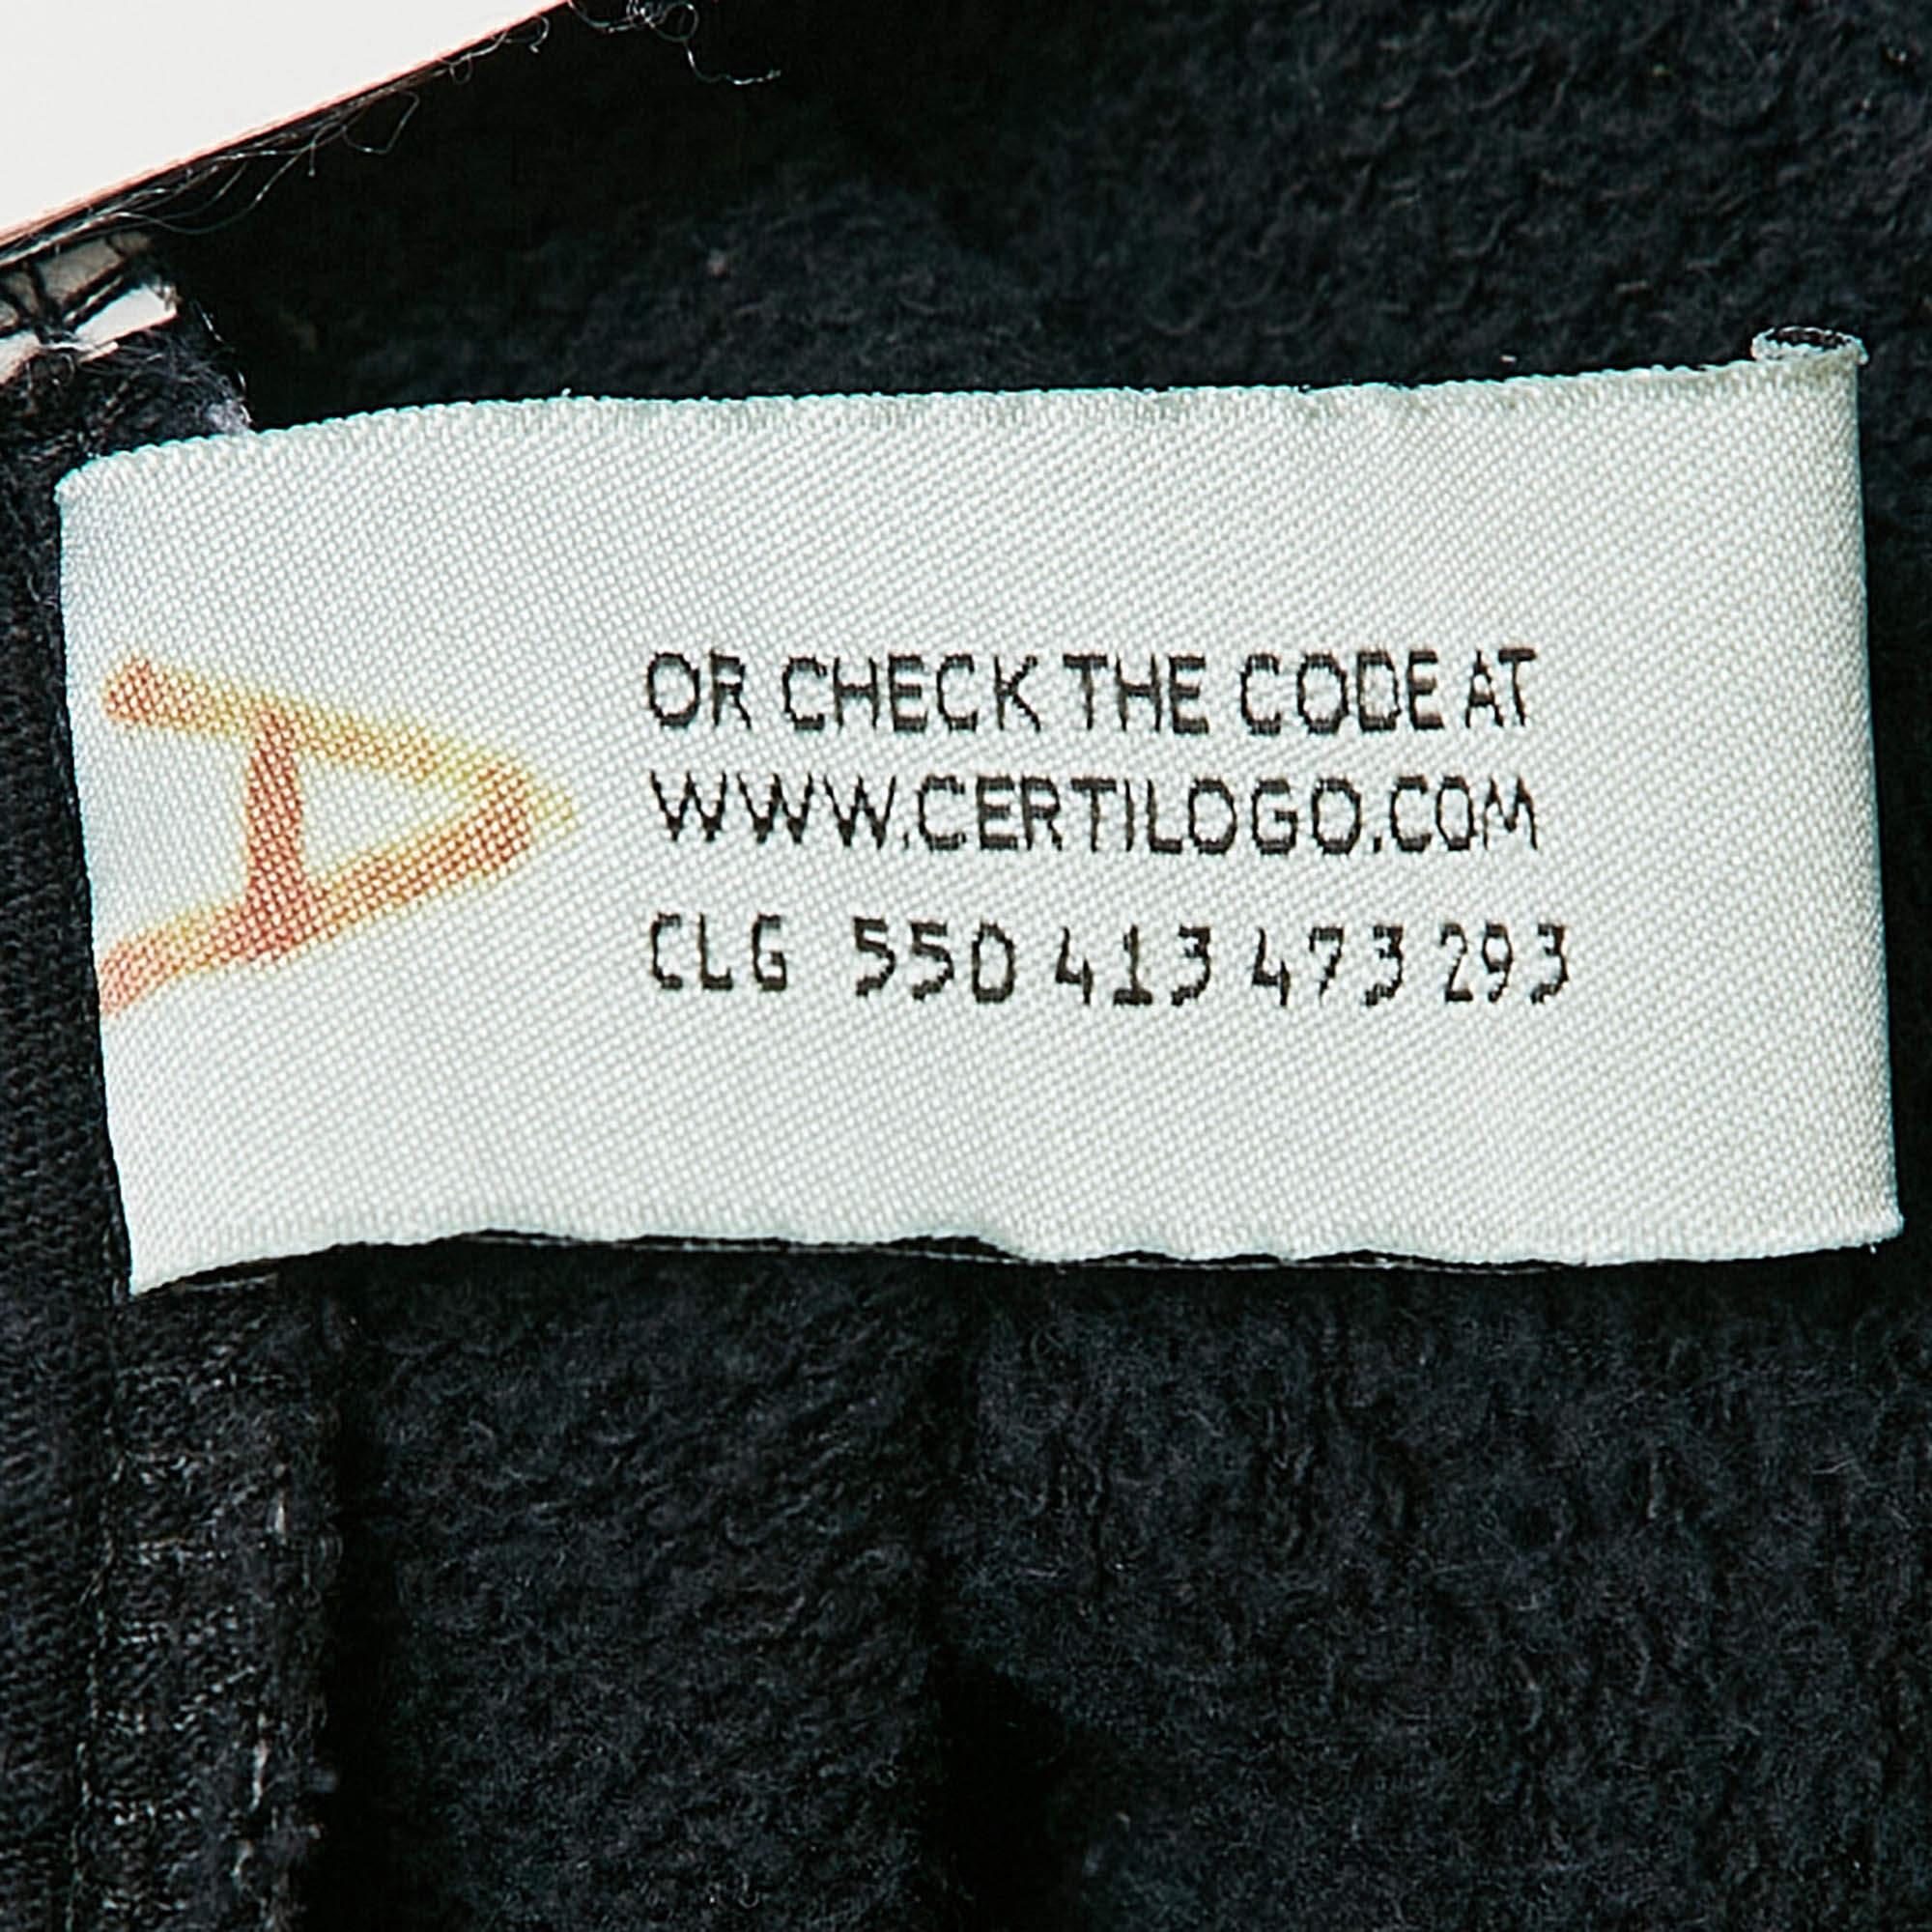 A
OR CHECK THE CODE AT
WWW.CERTILOGO.COM
CLG 550 413 473 293